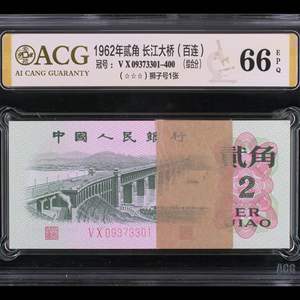 ACG
AI CANG GUARANTY
1962年贰角 长江大桥 (百连)
冠号: V X 09373301-400 (综合分)
(☆☆☆) 狮子号1张
66
EPQ
中国人民银行
贰角
2
ER
JIAO
VX 09373301
ACG